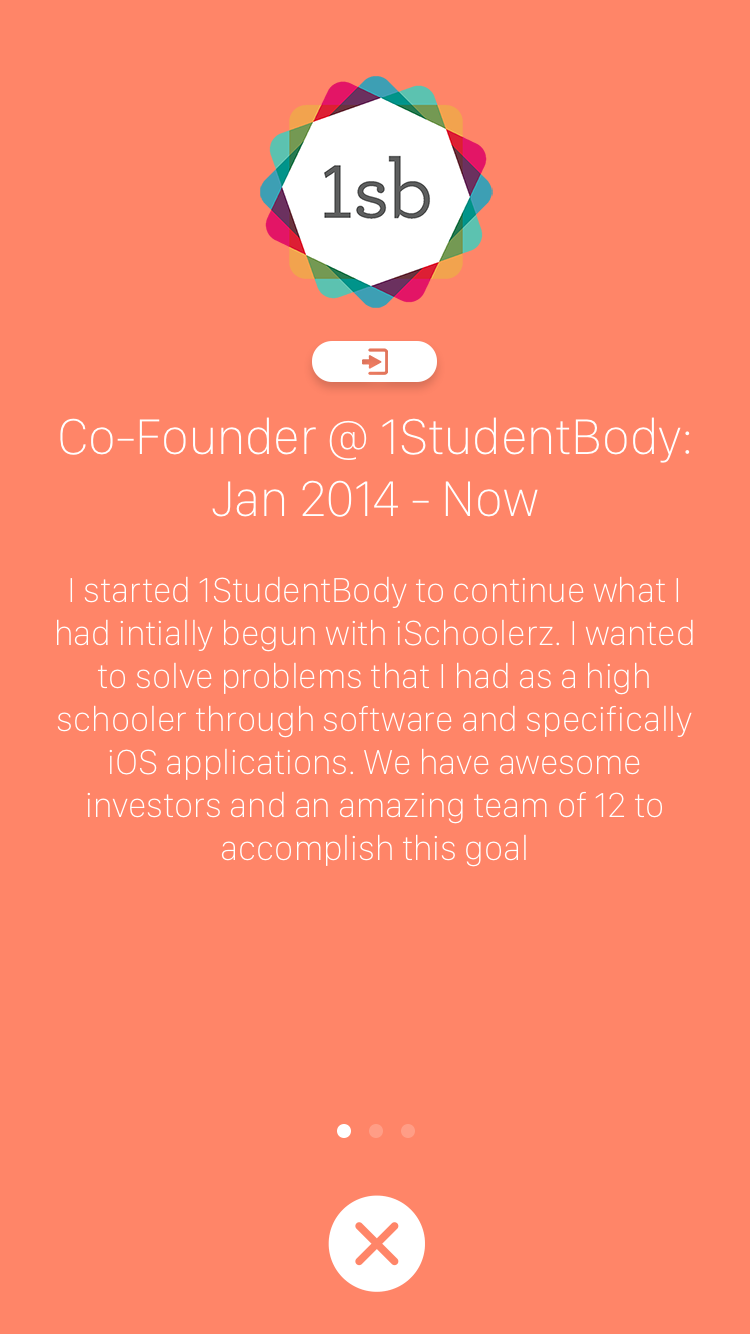 1sb
Co-Founder @ 1StudentBody:
Jan 2014 - Now
I started 1StudentBody to continue what I
had intially begun with iSchoolerz. I wanted
to solve problems that I had as a high
schooler through software and specifically
iOS applications. We have awesome
investors and an amazing team of 12 to
accomplish this goal